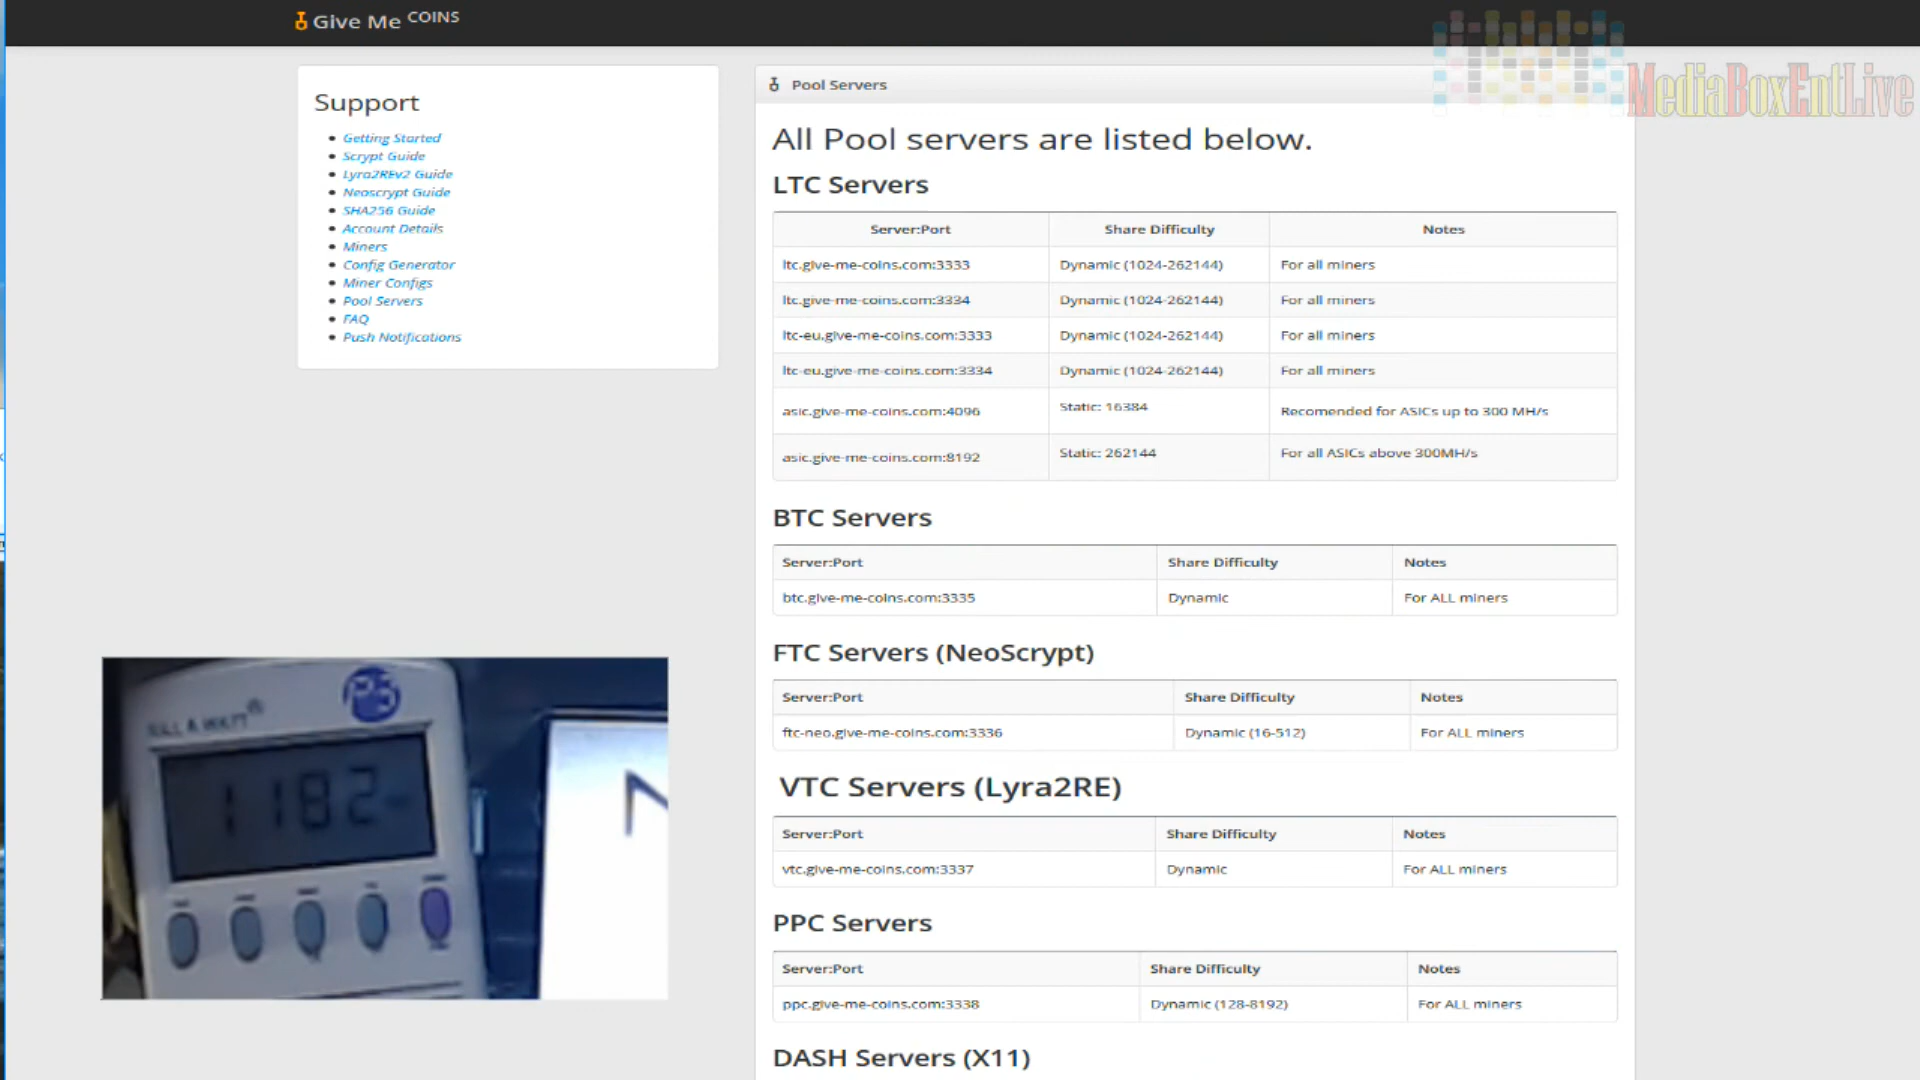 Give Me COINS
MediaBoxEntLive
Support
Getting Started
Scrypt Guide
Lyra2REv2 Guide
Neoscrypt Guide
SHA256 Guide
Account Details
Miners
Config Generator
Miner Configs
Pool Servers
FAQ
Push Notifications
Pool Servers
All Pool servers are listed below.
LTC Servers
Server:Port Share Difficulty Notes
ltc.give-me-coins.com:3333 Dynamic (1024-262144) For all miners
ltc.give-me-coins.com:3334 Dynamic (1024-262144) For all miners
ltc-eu.give-me-coins.com:3333 Dynamic (1024-262144) For all miners
ltc-eu.give-me-coins.com:3334 Dynamic (1024-262144) For all miners
asic.give-me-coins.com:4096 Static: 16384 Recomended for ASICs up to 300 MH/s
asic.give-me-coins.com:8192 Static: 262144 For all ASICs above 300MH/s
BTC Servers
Server:Port Share Difficulty Notes
btc.give-me-coins.com:3335 Dynamic For ALL miners
FTC Servers (NeoScrypt)
Server:Port Share Difficulty Notes
ftc-neo.give-me-coins.com:3336 Dynamic (16-512) For ALL miners
VTC Servers (Lyra2RE)
Server:Port Share Difficulty Notes
vtc.give-me-coins.com:3337 Dynamic For ALL miners
PPC Servers
Server:Port Share Difficulty Notes
ppc.give-me-coins.com:3338 Dynamic (128-8192) For ALL miners
DASH Servers (X11)
P3
KILL A WATT®
1182
N